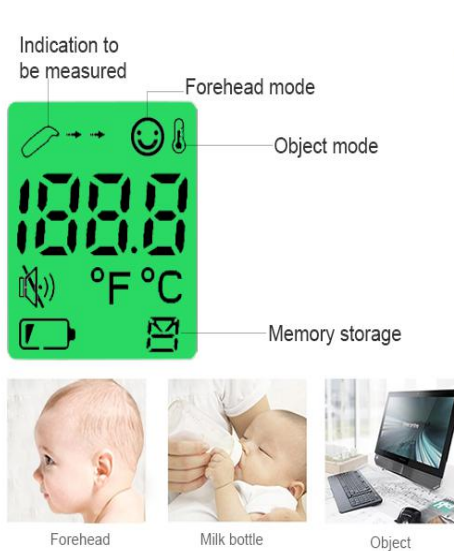 Indication to
be measured
Forehead mode
Object mode
188.8
°F °C
Memory storage
Forehead
Milk bottle
Object